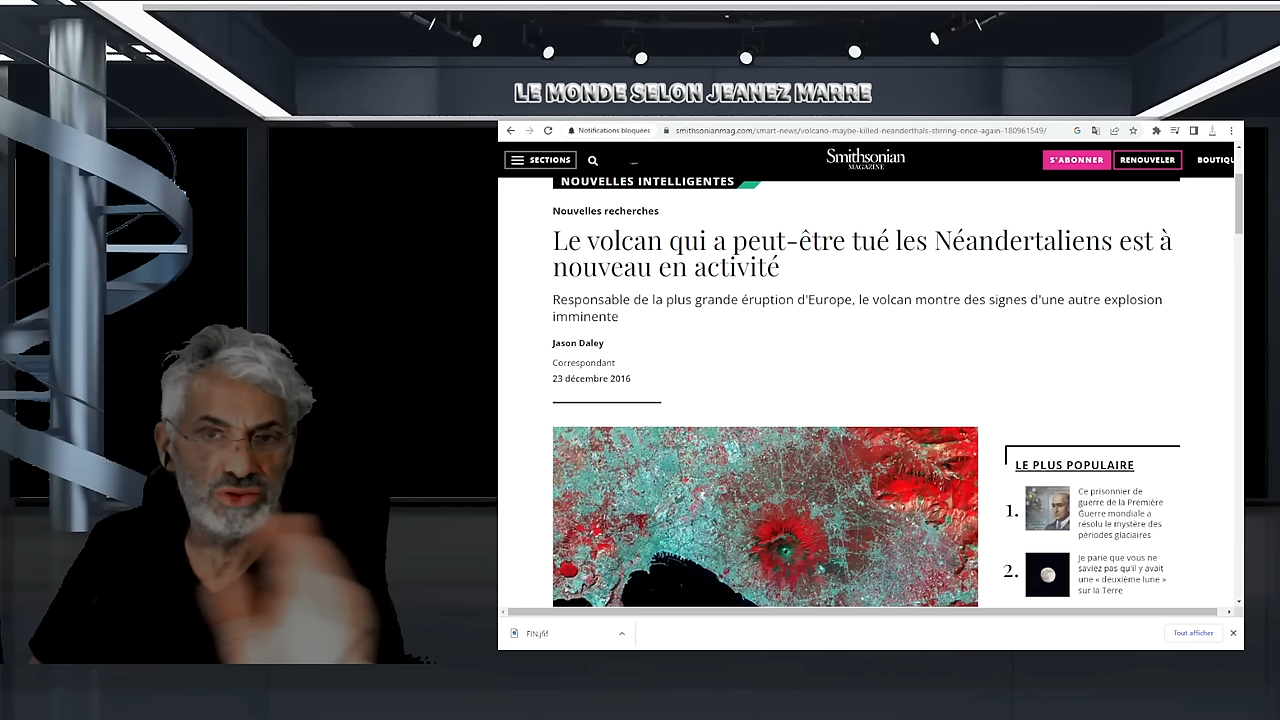 LE MONDE SELON JEANEZ MARRE
Notifications bloquées
smithsonianmag.com/smart-news/volcano-maybe-killed-neanderthals-stirring-once-again-180961549/
SECTIONS
Smithsonian
MAGAZINE
S'ABONNER
RENOUVELER
BOUTIQU
NOUVELLES INTELLIGENTES
Nouvelles recherches
Le volcan qui a peut-être tué les Néandertaliens est à
nouveau en activité
Responsable de la plus grande éruption d'Europe, le volcan montre des signes d'une autre explosion
imminente
Jason Daley
Correspondant
23 décembre 2016
LE PLUS POPULAIRE
1.
Ce prisonnier de
guerre de la Première
Guerre mondiale a
résolu le mystère des
périodes glaciaires
2.
Je parie que vous ne
saviez pas qu'il y avait
une « deuxième lune »
sur la Terre
FIN.jfif
Tout afficher